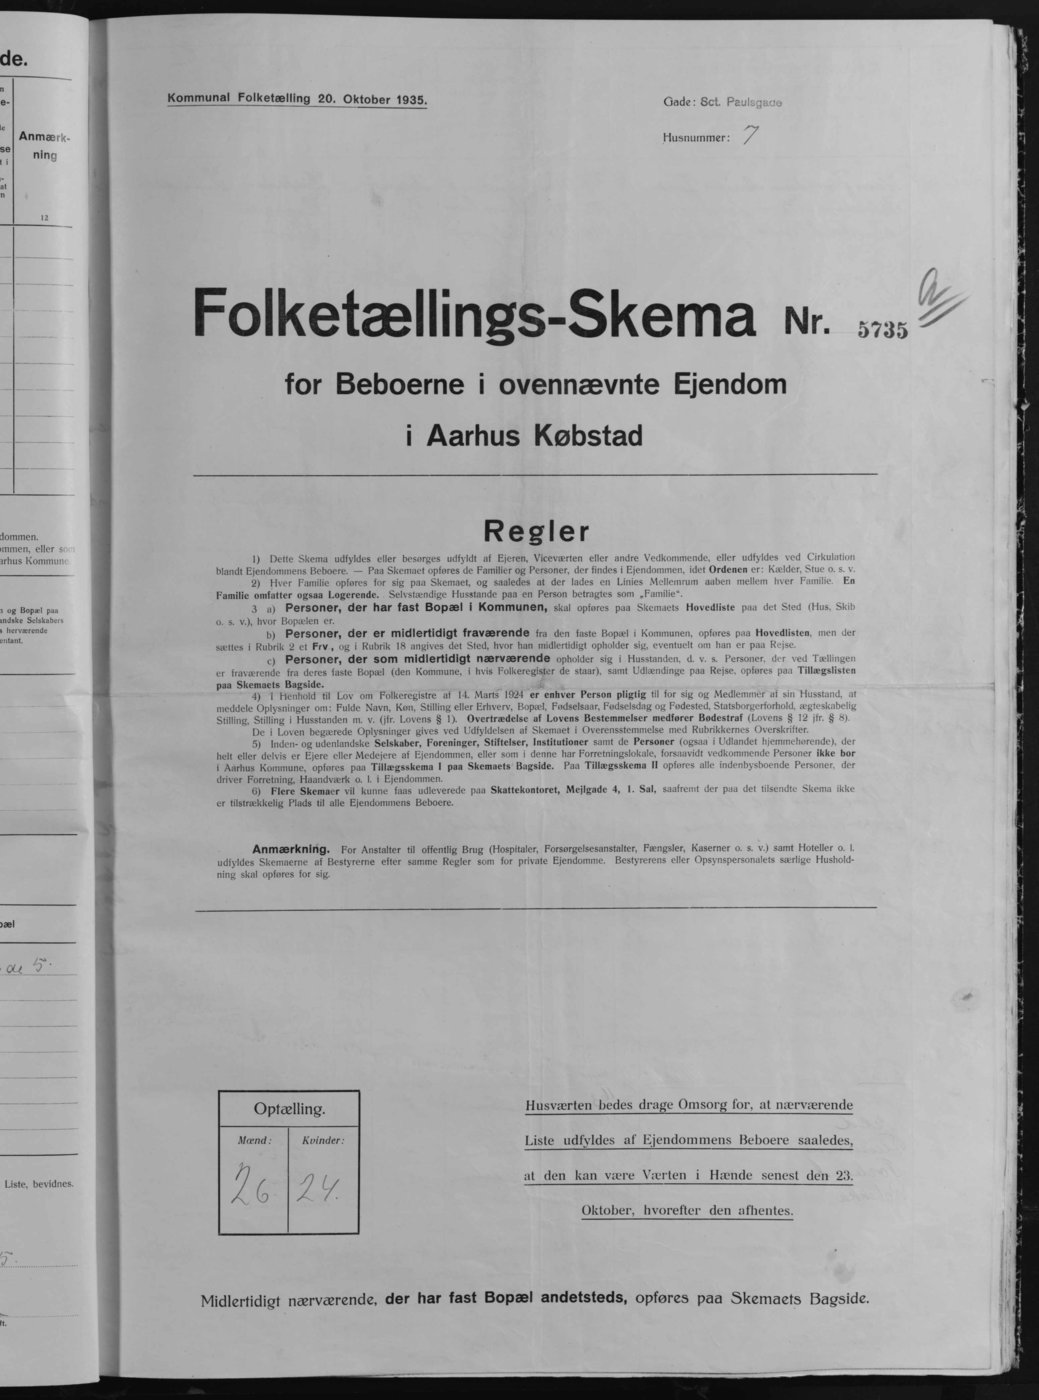 de.
Anmærk-
ning
12
dommen.
ommen, eller som
arhus Kommune
n og Bopæl paa
andske Selskabers
s herværende
entant.
pæl
de 5.
Liste, bevidnes.
5.
Kommunal Folketælling 20. Oktober 1935.
Gade: Sct. Paulsgade
Husnummer: 7
Folketællings-Skema Nr. 5735 a
for Beboerne i ovennævnte Ejendom
i Aarhus Købstad
Regler
1) Dette Skema udfyldes eller besørges udfyldt af Ejeren, Viceværten eller andre Vedkommende, eller udfyldes ved Cirkulation
blandt Ejendommens Beboere. — Paa Skemaet opføres de Familier og Personer, der findes i Ejendommen, idet Ordenen er: Kælder, Stue o. s. v.
2) Hver Familie opføres for sig paa Skemaet, og saaledes at der lades en Linies Mellemrum aaben mellem hver Familie. En
Familie omfatter ogsaa Logerende. Selvstændige Husstande paa en Person betragtes som „Familie“.
3 a) Personer, der har fast Bopæl i Kommunen, skal opføres paa Skemaets Hovedliste paa det Sted (Hus, Skib
o. s. v.), hvor Bopælen er.
b) Personer, der er midlertidigt fraværende fra den faste Bopæl i Kommunen, opføres paa Hovedlisten, men der
sættes i Rubrik 2 et Frv., og i Rubrik 18 angives det Sted, hvor han midlertidigt opholder sig, eventuelt om han er paa Rejse.
c) Personer, der som midlertidigt nærværende opholder sig i Husstanden, d. v. s. Personer, der ved Tællingen
er fraværende fra deres faste Bopæl (den Kommune, i hvis Folkeregister de staar), samt Udlændinge paa Rejse, opføres paa Tillægslisten
paa Skemaets Bagside.
4) I Henhold til Lov om Folkeregistre af 14. Marts 1924 er enhver Person pligtig til for sig og Medlemmer af sin Husstand, at
meddele Oplysninger om: Fulde Navn, Køn, Stilling eller Erhverv, Bopæl, Fødselsaar, Fødselsdag og Fødested, Statsborgerforhold, ægteskabelig
Stilling, Stilling i Husstanden m. v. (jfr. Lovens § 1). Overtrædelse af Lovens Bestemmelser medfører Bødestraf (Lovens § 12 jfr. § 8).
De i Loven begærede Oplysninger gives ved Udfyldelsen af Skemaet i Overensstemmelse med Rubrikkernes Overskrifter.
5) Inden- og udenlandske Selskaber, Foreninger, Stiftelser, Institutioner samt de Personer (ogsaa i Udlandet hjemmehørende), der
helt eller delvis er Ejere eller Medejere af Ejendommen, eller som i denne har Forretningslokale, forsaavidt vedkommende Personer ikke bor
i Aarhus Kommune, opføres paa Tillægsskema I paa Skemaets Bagside. Paa Tillægsskema II opføres alle indenbysboende Personer, der
driver Forretning, Haandværk o. l. i Ejendommen.
6) Flere Skemaer vil kunne faas udleverede paa Skattekontoret, Mejlgade 4, 1. Sal, saafremt der paa det tilsendte Skema ikke
er tilstrækkelig Plads til alle Ejendommens Beboere.
Anmærkning. For Anstalter til offentlig Brug (Hospitaler, Forsørgelsesanstalter, Fængsler, Kaserner o. s. v.) samt Hoteller o. l.
udfyldes Skemaerne af Bestyrerne efter samme Regler som for private Ejendomme. Bestyrerens eller Opsynspersonalets særlige Hushold-
ning skal opføres for sig.
Optælling.
Mænd: Kvinder:
26 24.
Husværten bedes drage Omsorg for, at nærværende
Liste udfyldes af Ejendommens Beboere saaledes,
at den kan være Værten i Hænde senest den 23.
Oktober, hvorefter den afhentes.
Midlertidigt nærværende, der har fast Bopæl andetsteds, opføres paa Skemaets Bagside.